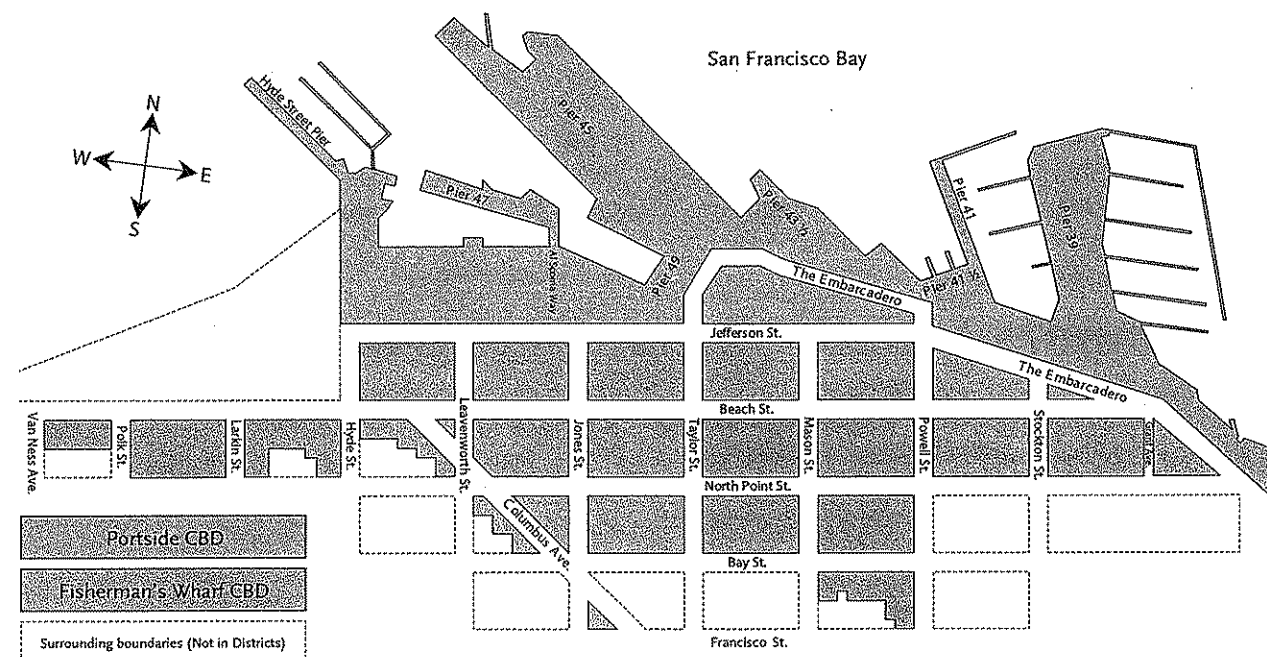 San Francisco Bay
N
W
E
S
Hyde Street Pier
Pier 45
Pier 47
Al Scoma Way
Pier 49
Pier 43 ½
Pier 41
Pier 39
Pier 41 ½
The Embarcadero
The Embarcadero
Jefferson St.
Beach St.
Van Ness Ave.
Polk St.
Larkin St
Hyde St.
Leavenworth St.
Jones St.
Taylor St.
Mason St.
Powell St
Stockton St.
North Point St.
Columbus Ave.
Bay St.
Francisco St.
Portside CBD
Fisherman's Wharf CBD
Surrounding boundaries (Not in Districts)